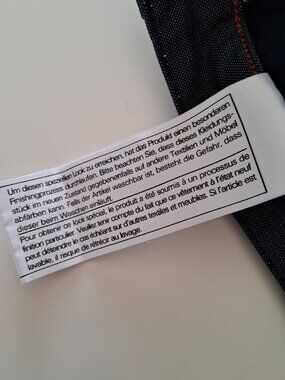 Um diesen speziellen Look zu erreichen, hat das Produkt einen besonderen
Finishingprozess durchlaufen. Bitte beachten Sie, dass dieses Kleidungs-
stück im neuen Zustand gegebenenfalls auf andere Textilien und Möbel
abfärben kann. Falls der Artikel waschbar ist, besteht die Gefahr, dass
dieser beim Waschen einläuft.
Pour obtenir ce look spécial, le produit a été soumis à un processus de
finition particulier. Veuillez tenir compte du fait que ce vêtement à l'état neuf
peut déteindre le cas échéant sur d'autres textiles et meubles. Si l'article est
lavable, il risque de rétrécir au lavage.